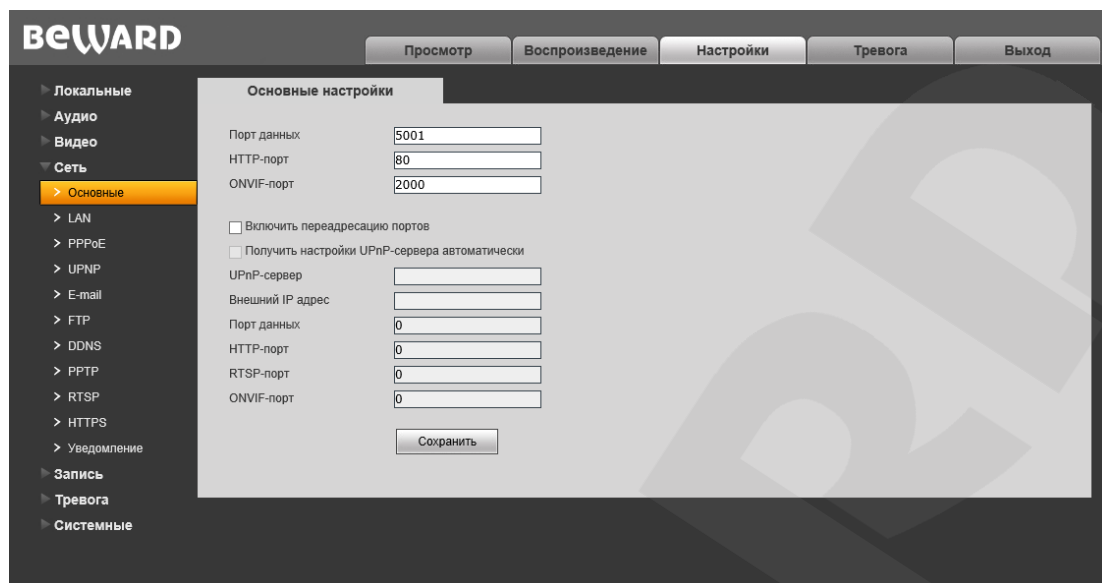 BEWARD
Просмотр
Воспроизведение
Настройки
Тревога
Выход
Локальные
Аудио
Видео
Сеть
> Основные
> LAN
> PPPoE
> UPNP
> E-mail
> FTP
> DDNS
> PPTP
> RTSP
> HTTPS
> Уведомление
Запись
Тревога
Системные
Основные настройки
Порт данных 5001
HTTP-порт 80
ONVIF-порт 2000
Включить переадресацию портов
Получить настройки UPnP-сервера автоматически
UPnP-сервер
Внешний IP адрес
Порт данных 0
HTTP-порт 0
RTSP-порт 0
ONVIF-порт 0
Сохранить